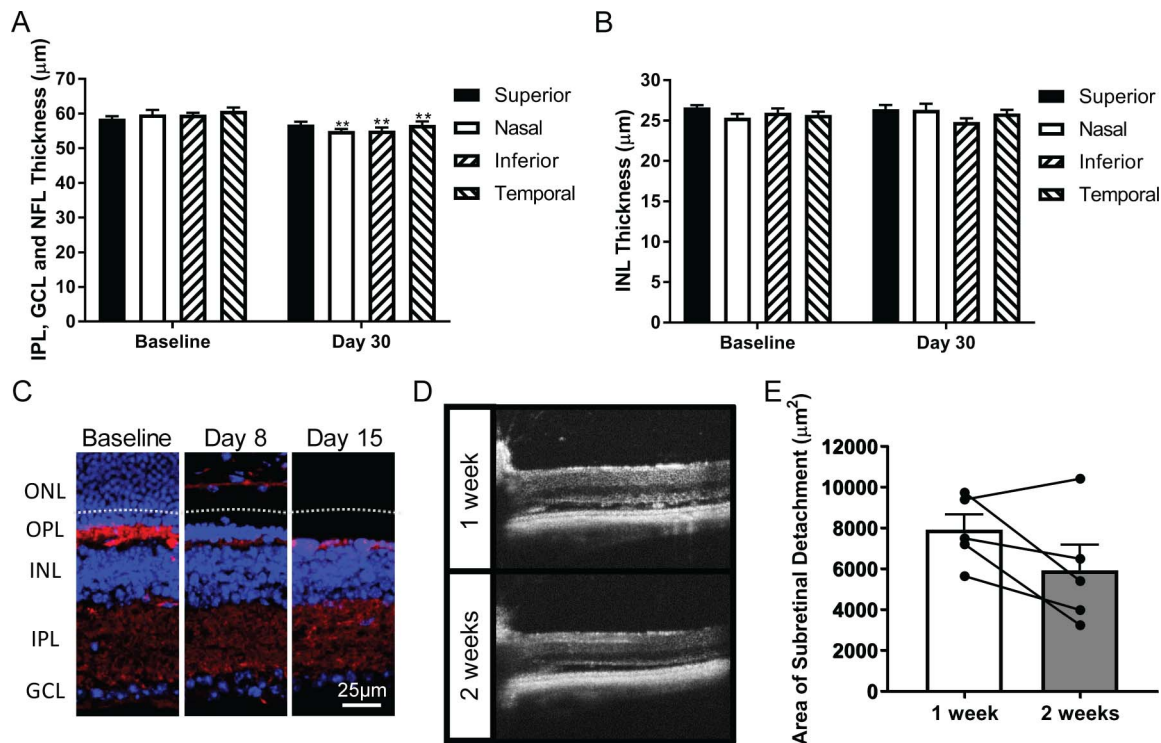 A
IPL, GCL and NFL Thickness (μm)
70
60
50
40
30
20
10
0
** ** **
Baseline
Day 30
Superior
Nasal
Inferior
Temporal
B
INL Thickness (μm)
30
25
20
15
10
5
0
Baseline
Day 30
Superior
Nasal
Inferior
Temporal
C
Baseline Day 8 Day 15
ONL
OPL
INL
IPL
GCL
25μm
D
1 week
2 weeks
E
Area of Subretinal Detachment (μm²)
12000
10000
8000
6000
4000
2000
0
1 week
2 weeks